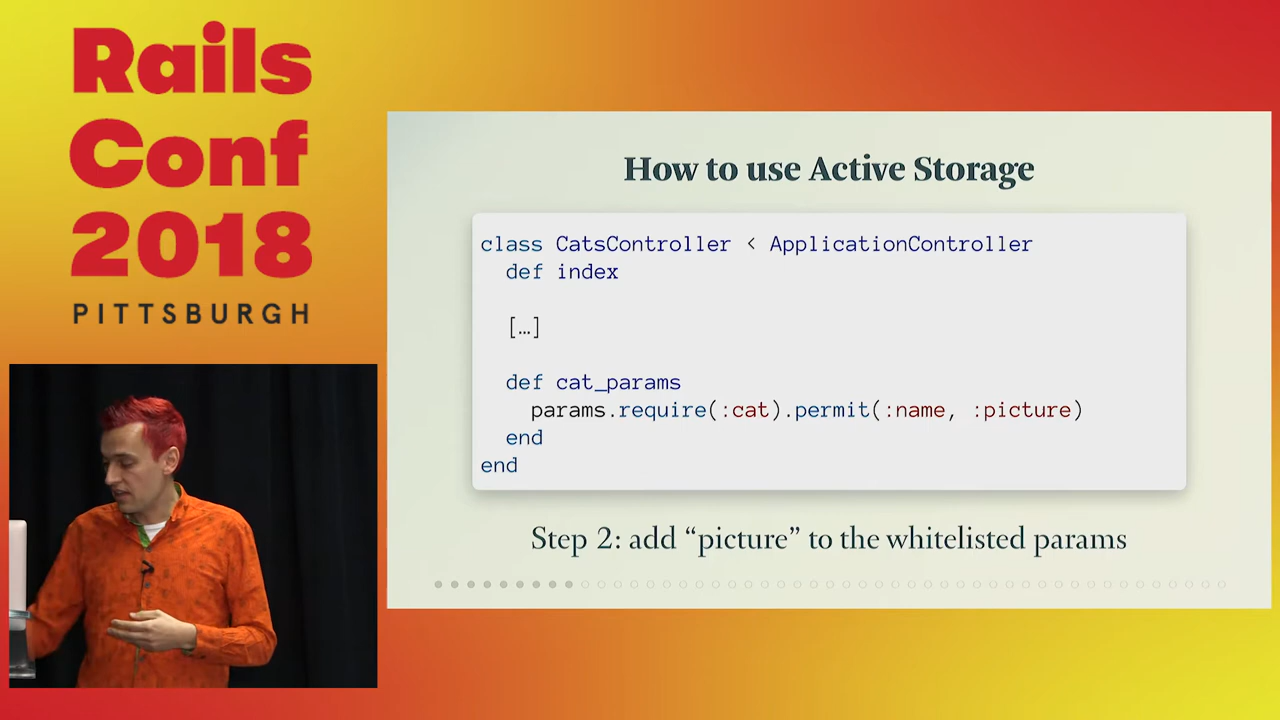 Rails
Conf
2018
PITTSBURGH
How to use Active Storage
class CatsController < ApplicationController
def index
[…]
def cat_params
params.require(:cat).permit(:name, :picture)
end
end
Step 2: add “picture” to the whitelisted params